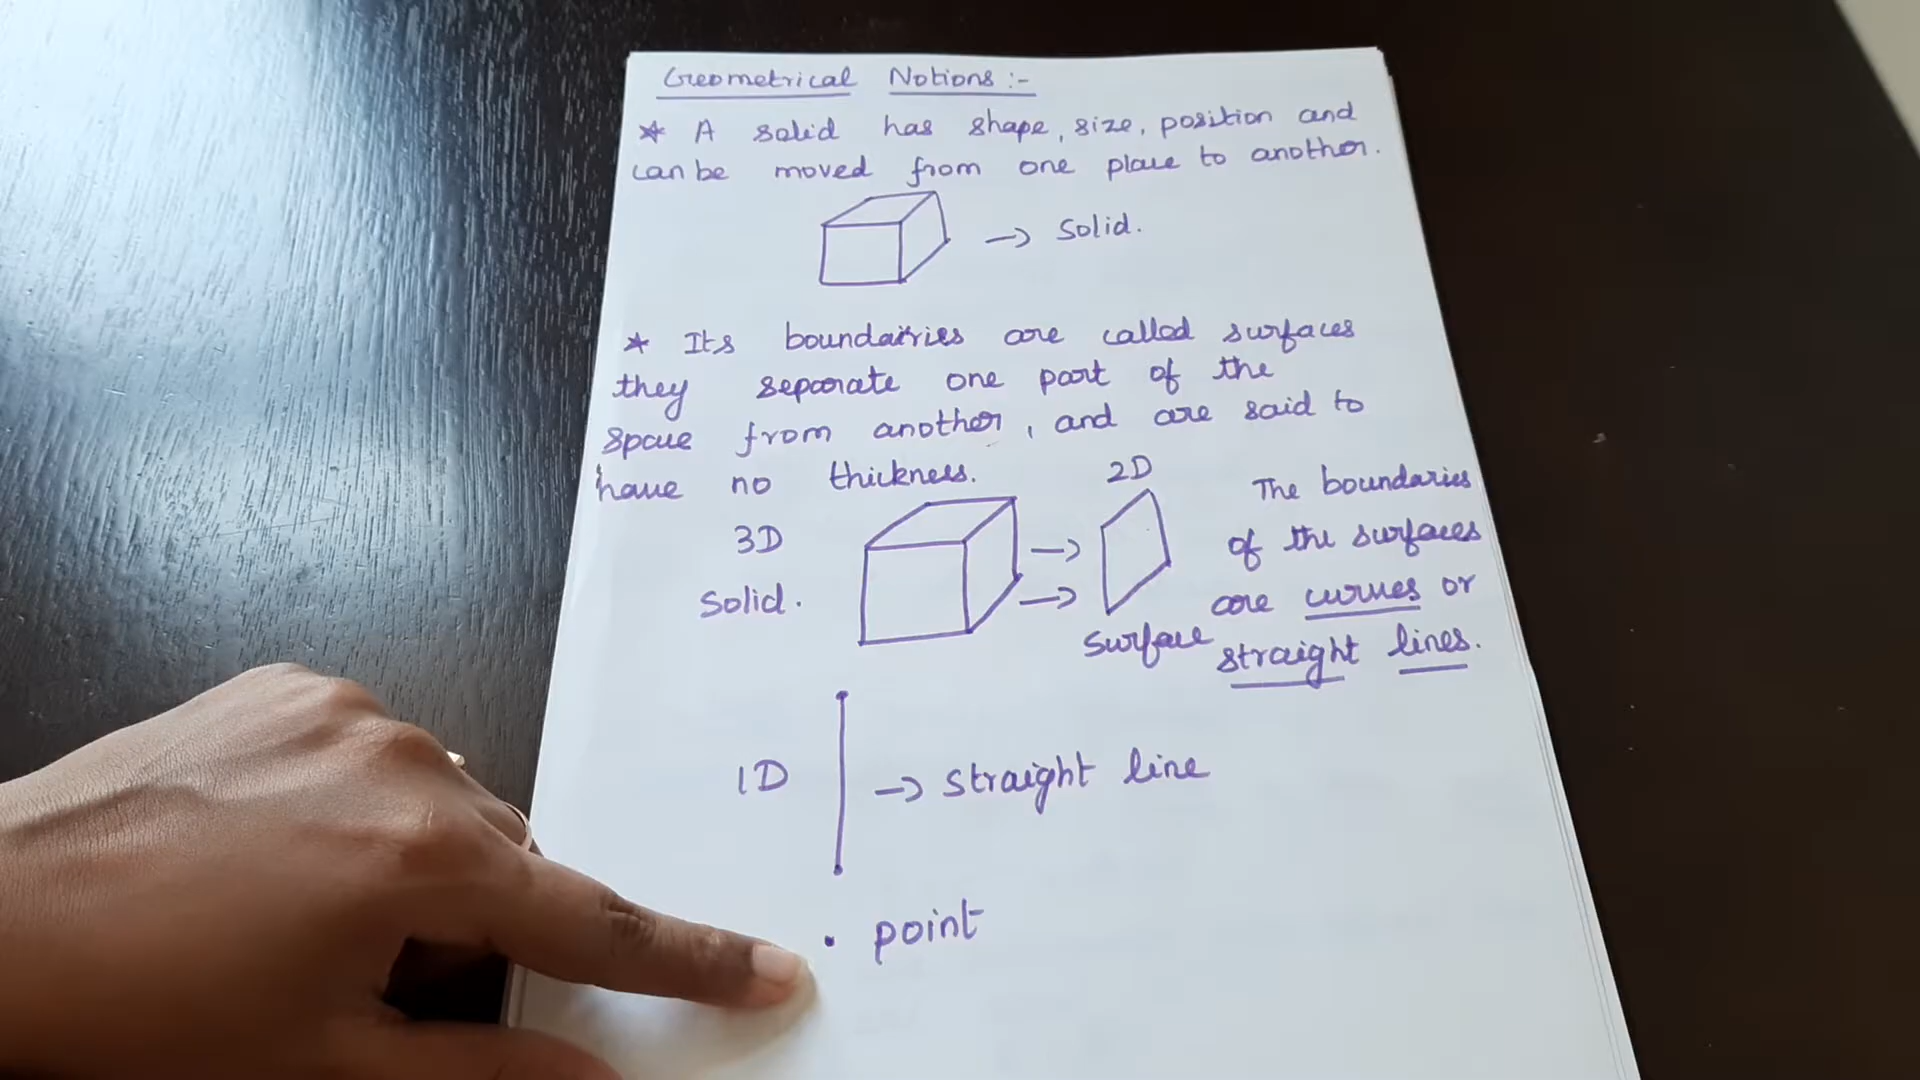 Geometrical Notions :-
* A solid has shape, size, position and
can be moved from one place to another.
→ Solid.
* Its boundairies are called surfaces
they separate one part of the
space from another, and are said to
have no thickness.
2D
3D
Solid.
Surface
The boundaries
of the surfaces
are curves or
straight lines.
1D
→ straight line
. point